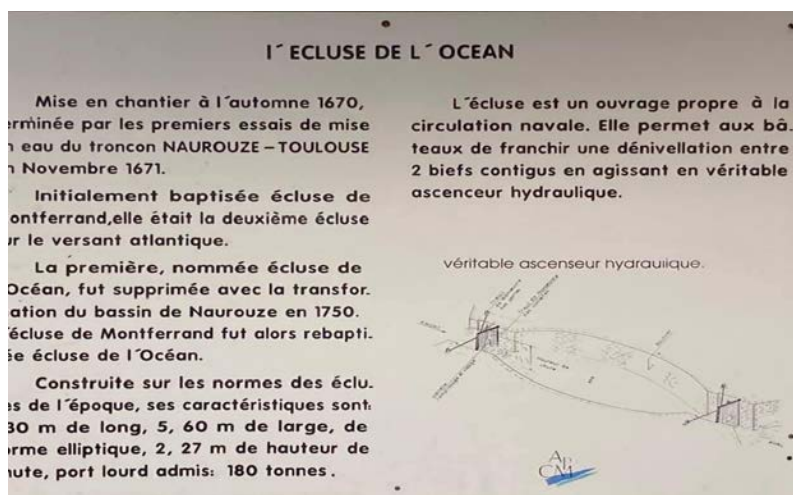 l´ECLUSE DE L´OCEAN
Mise en chantier à l´automne 1670,
erminée par les premiers essais de mise
n eau du troncon NAUROUZE – TOULOUSE
n Novembre 1671.
Initialement baptisée écluse de
ontferrand,elle était la deuxième écluse
ur le versant atlantique.
La première, nommée écluse de
Océan, fut supprimée avec la transfor.
ation du bassin de Naurouze en 1750.
écluse de Montferrand fut alors rebapti.
ée écluse de l´Océan.
Construite sur les normes des éclu.
es de l´époque, ses caractéristiques sont:
30 m de long, 5, 60 m de large, de
orme elliptique, 2, 27 m de hauteur de
hute, port lourd admis: 180 tonnes.
L´écluse est un ouvrage propre à la
circulation navale. Elle permet aux bâ.
teaux de franchir une dénivellation entre
2 biefs contigus en agissant en véritable
ascenceur hydraulique.
véritable ascenseur hydraulique.